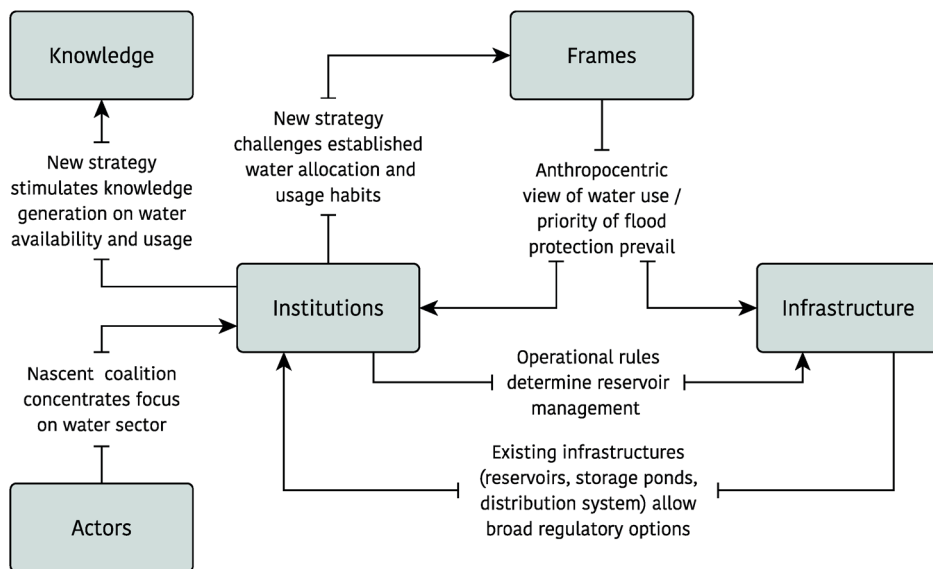 Knowledge
Frames
New strategy
stimulates knowledge
generation on water
availability and usage
New strategy
challenges established
water allocation and
usage habits
Anthropocentric
view of water use /
priority of flood
protection prevail
Institutions
Infrastructure
Nascent coalition
concentrates focus
on water sector
Operational rules
determine reservoir
management
Existing infrastructures
(reservoirs, storage ponds,
distribution system) allow
broad regulatory options
Actors